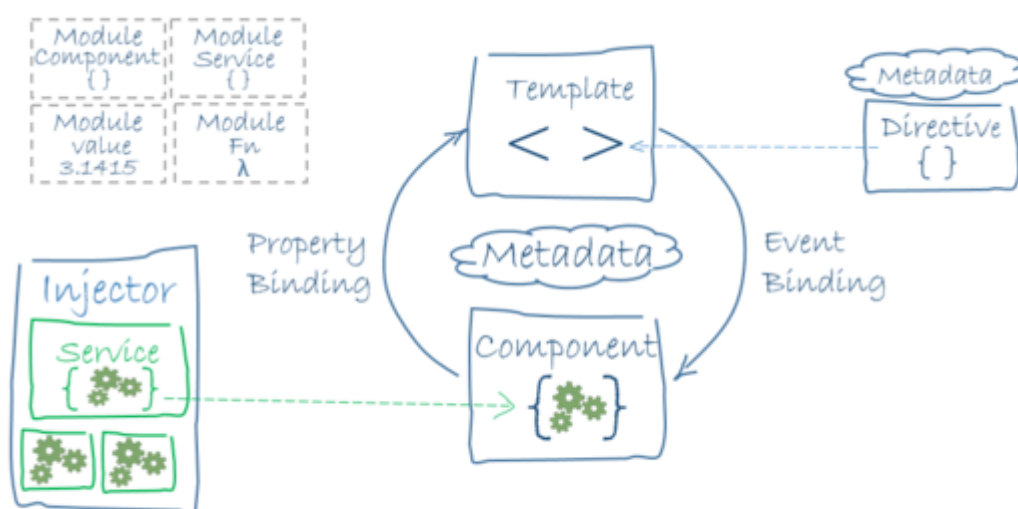 Module
Component
{ }
Module
Service
{ }
Module
value
3.1415
Module
Fn
λ
Template
< >
Metadata
Directive
{ }
Property
Binding
Metadata
Event
Binding
Injector
Service
{ }
Component
{ }